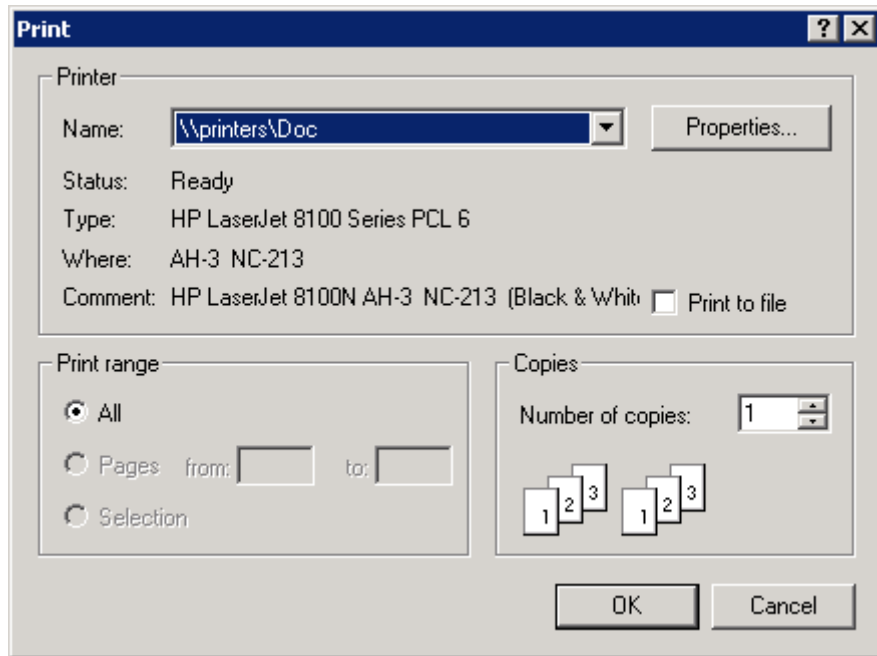 Print
Printer
Name: \\printers\Doc Properties...
Status: Ready
Type: HP LaserJet 8100 Series PCL 6
Where: AH-3 NC-213
Comment: HP LaserJet 8100N AH-3 NC-213 (Black & Whit Print to file
Print range
All
Pages from: to:
Selection
Copies
Number of copies: 1
1 2 3 1 2 3
OK Cancel